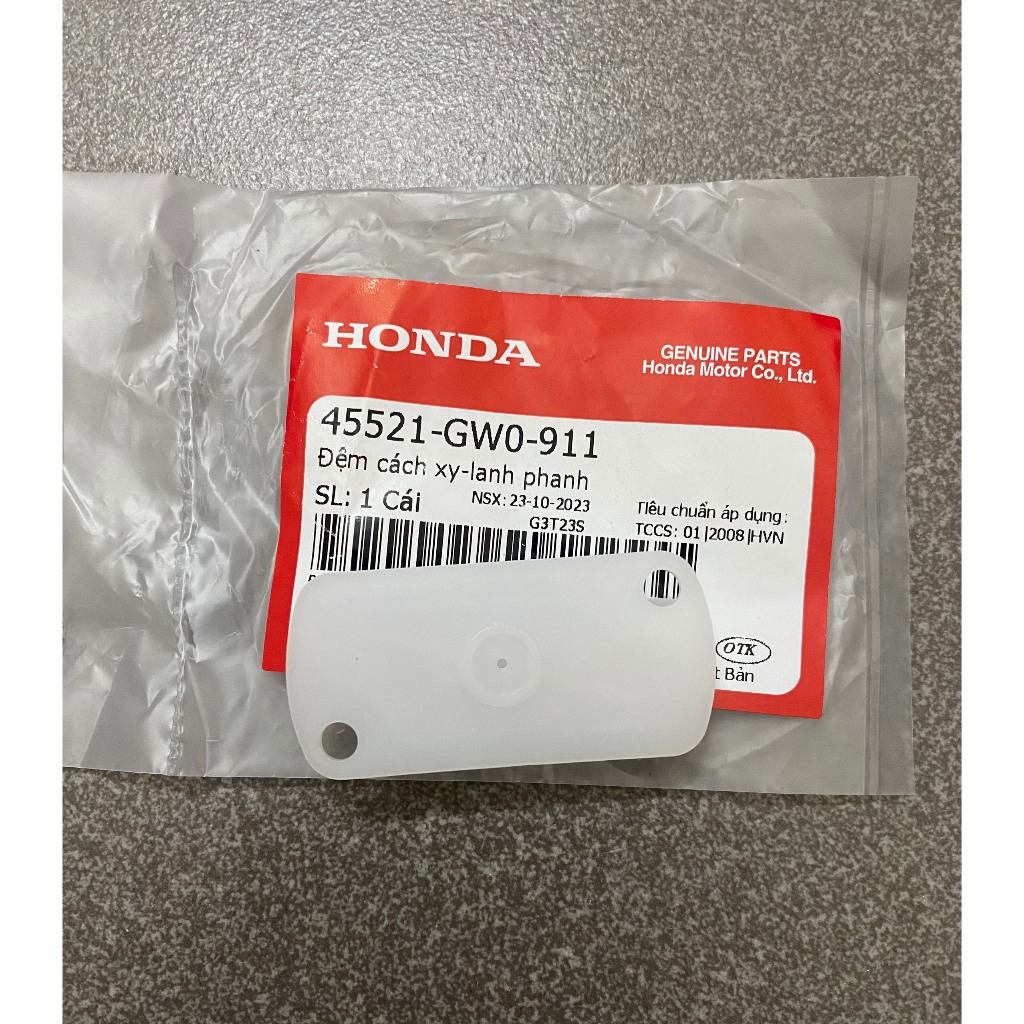 HONDA
GENUINE PARTS
Honda Motor Co., Ltd.
45521-GW0-911
Đệm cách xy-lanh phanh
SL: 1 Cái
NSX: 23-10-2023
G3T23S
Tiêu chuẩn áp dụng:
TCCS: 01|2008|HVN
OTK
Bản